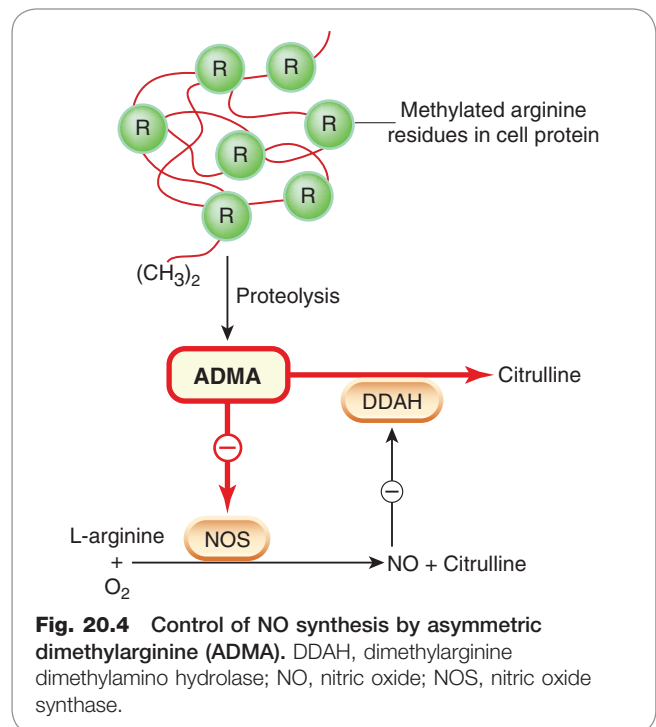 R
R
R
R
R
R
R
Methylated arginine
residues in cell protein
(CH₃)₂
Proteolysis
ADMA
Citrulline
DDAH
−
−
L-arginine
+
O₂
NOS
NO + Citrulline
Fig. 20.4 Control of NO synthesis by asymmetric
dimethylarginine (ADMA). DDAH, dimethylarginine
dimethylamino hydrolase; NO, nitric oxide; NOS, nitric oxide
synthase.